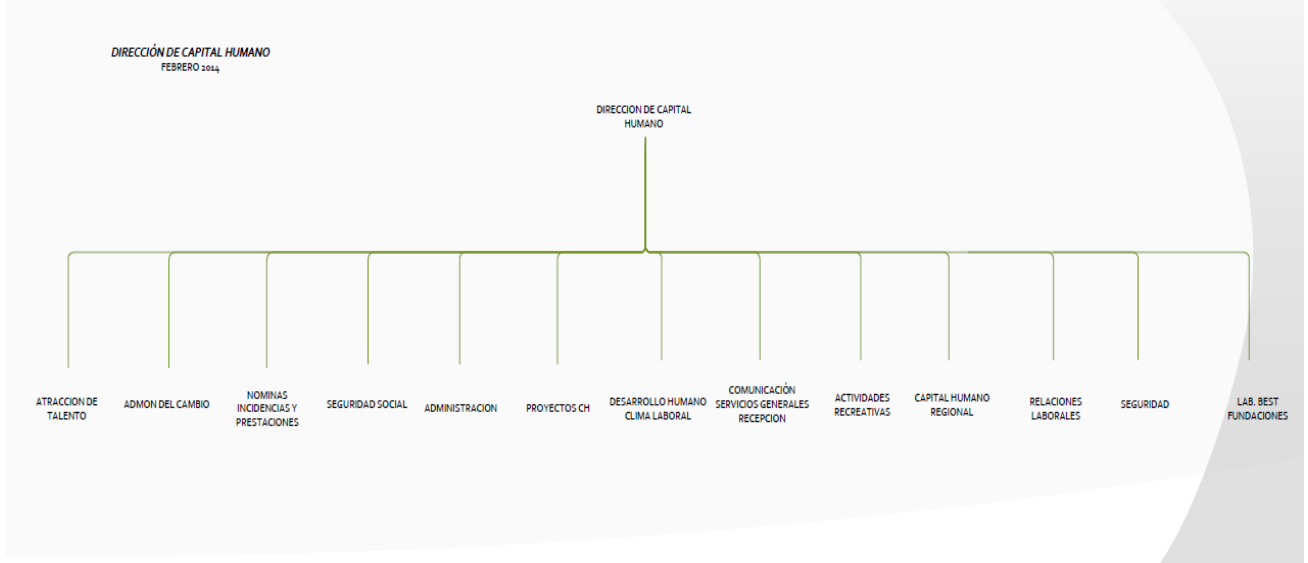 DIRECCIÓN DE CAPITAL HUMANO
FEBRERO 2014
DIRECCION DE CAPITAL
HUMANO
ATRACCION DE
TALENTO
ADMON DEL CAMBIO
NOMINAS
INCIDENCIAS Y
PRESTACIONES
SEGURIDAD SOCIAL
ADMINISTRACION
PROYECTOS CH
DESARROLLO HUMANO
CLIMA LABORAL
COMUNICACIÓN
SERVICIOS GENERALES
RECEPCION
ACTIVIDADES
RECREATIVAS
CAPITAL HUMANO
REGIONAL
RELACIONES
LABORALES
SEGURIDAD
LAB. BEST
FUNDACIONES